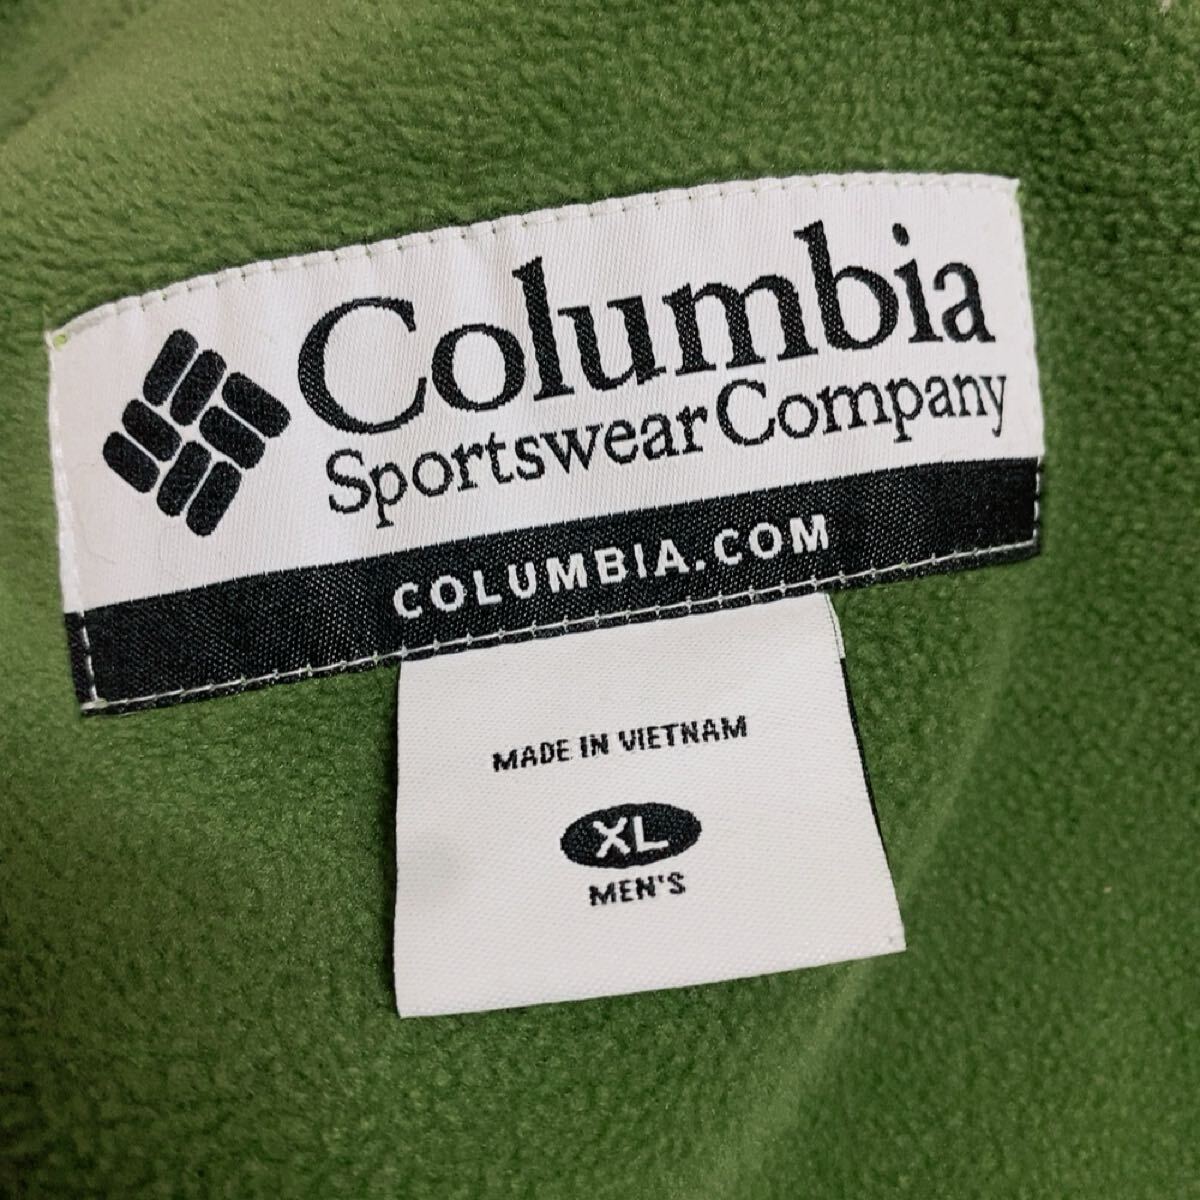 Columbia
Sportswear Company
COLUMBIA.COM
MADE IN VIETNAM
XL
MEN'S